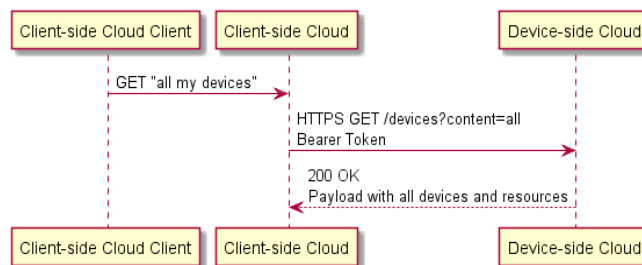 Client-side Cloud Client
Client-side Cloud
Device-side Cloud
GET "all my devices"
HTTPS GET /devices?content=all
Bearer Token
200 OK
Payload with all devices and resources
Client-side Cloud Client
Client-side Cloud
Device-side Cloud